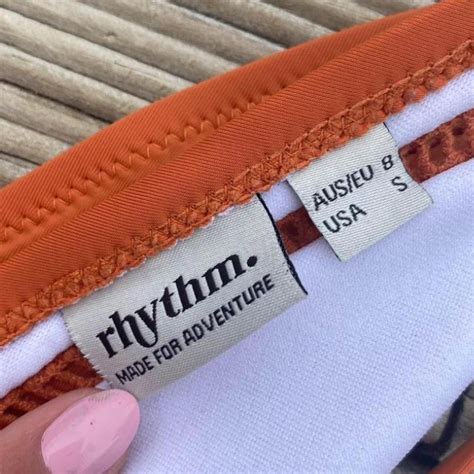 rhythm.
MADE FOR ADVENTURE
AUS/EU 8
USA S